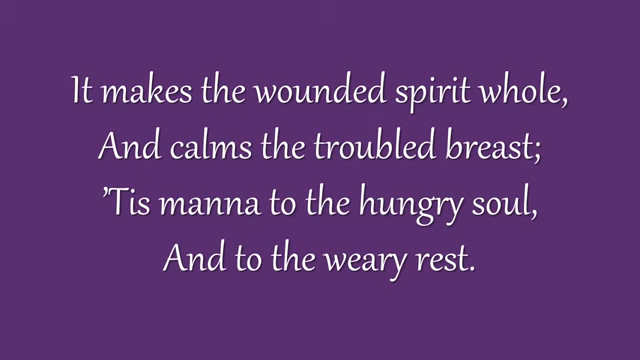 It makes the wounded spirit whole,
And calms the troubled breast;
’Tis manna to the hungry soul,
And to the weary rest.